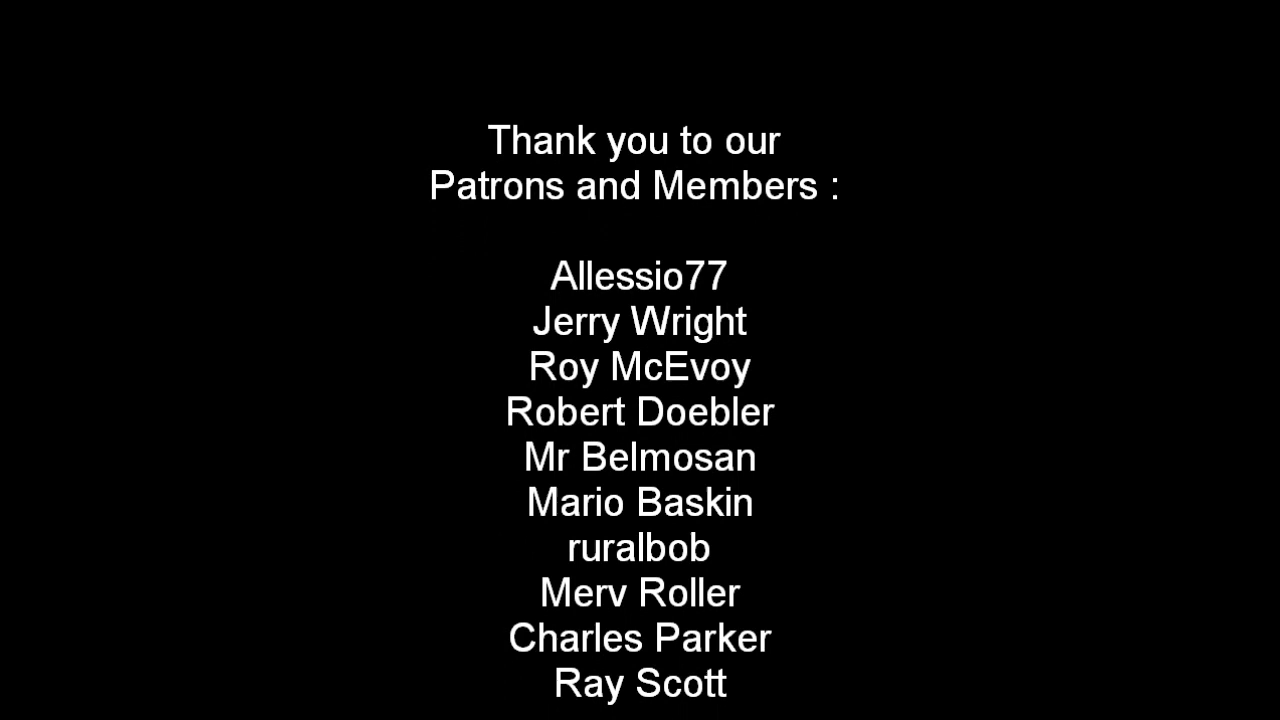 Thank you to our
Patrons and Members :
Allessio77
Jerry Wright
Roy McEvoy
Robert Doebler
Mr Belmosan
Mario Baskin
ruralbob
Merv Roller
Charles Parker
Ray Scott